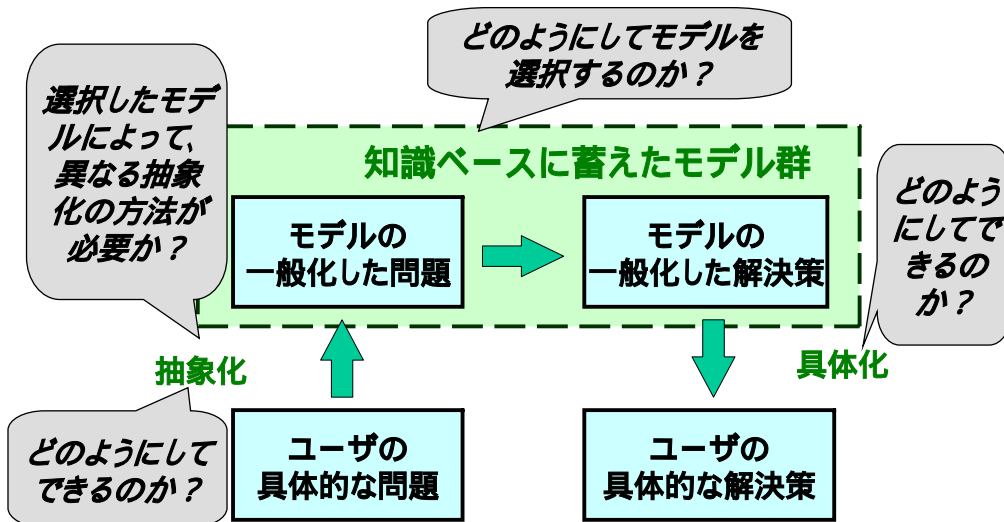 どのようにしてモデルを
選択するのか？
選択したモデ
ルによって、
異なる抽象
化の方法が
必要か？
知識ベースに蓄えたモデル群
モデルの
一般化した問題
モデルの
一般化した解決策
どのよう
にしてで
きるの
か？
抽象化
具体化
どのようにして
できるのか？
ユーザの
具体的な問題
ユーザの
具体的な解決策